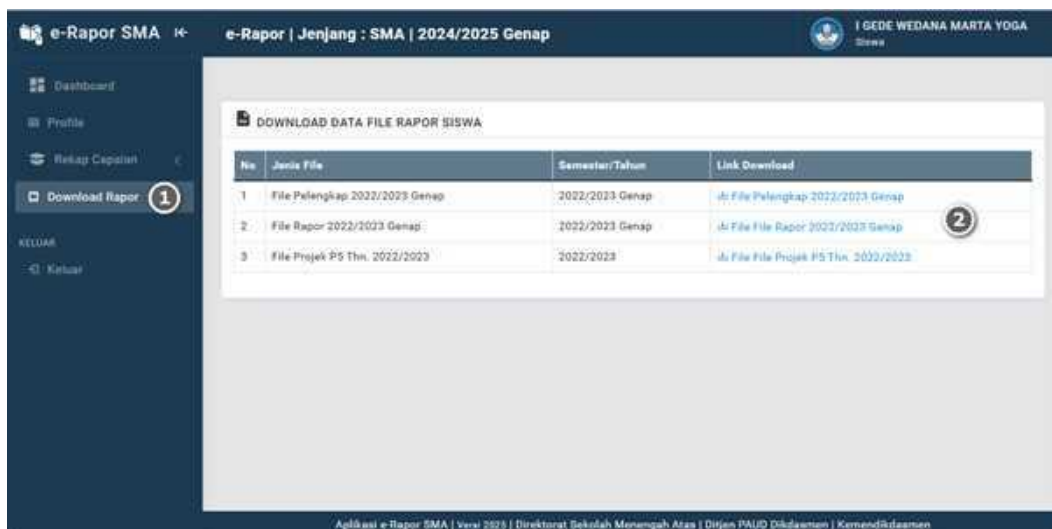 e-Rapor SMA
e-Rapor | Jenjang : SMA | 2024/2025 Genap
I GEDE WEDANA MARTA YOGA
Siswa
Dashboard
Profile
Rekap Capaian
Download Rapor
1
KELUAR
Keluar
DOWNLOAD DATA FILE RAPOR SISWA
No Jenis File Semester/Tahun Link Download
1 File Pelengkap 2022/2023 Genap 2022/2023 Genap File Pelengkap 2022/2023 Genap
2 File Rapor 2022/2023 Genap 2022/2023 Genap File File Rapor 2022/2023 Genap
3 File Projek P5 Thn. 2022/2023 2022/2023 File File Projek P5 Thn. 2022/2023
2
Aplikasi e-Rapor SMA | Versi 2025 | Direktorat Sekolah Menengah Atas | Ditjen PAUD Dikdasmen | Kemendikdasmen